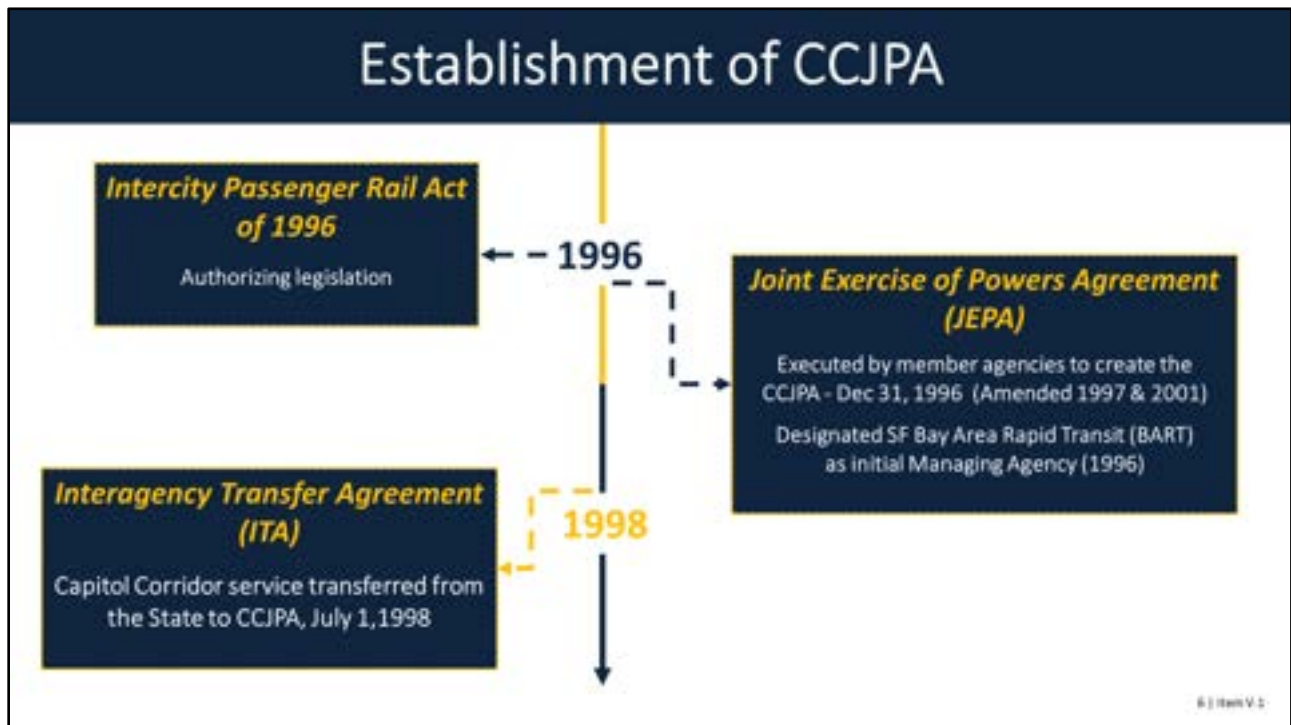 Establishment of CCJPA
Intercity Passenger Rail Act
of 1996
Authorizing legislation
1996
Joint Exercise of Powers Agreement
(JEPA)
Executed by member agencies to create the
CCJPA - Dec 31, 1996 (Amended 1997 & 2001)
Designated SF Bay Area Rapid Transit (BART)
as initial Managing Agency (1996)
Interagency Transfer Agreement
(ITA)
Capitol Corridor service transferred from
the State to CCJPA, July 1,1998
1998
6 | Item V.1